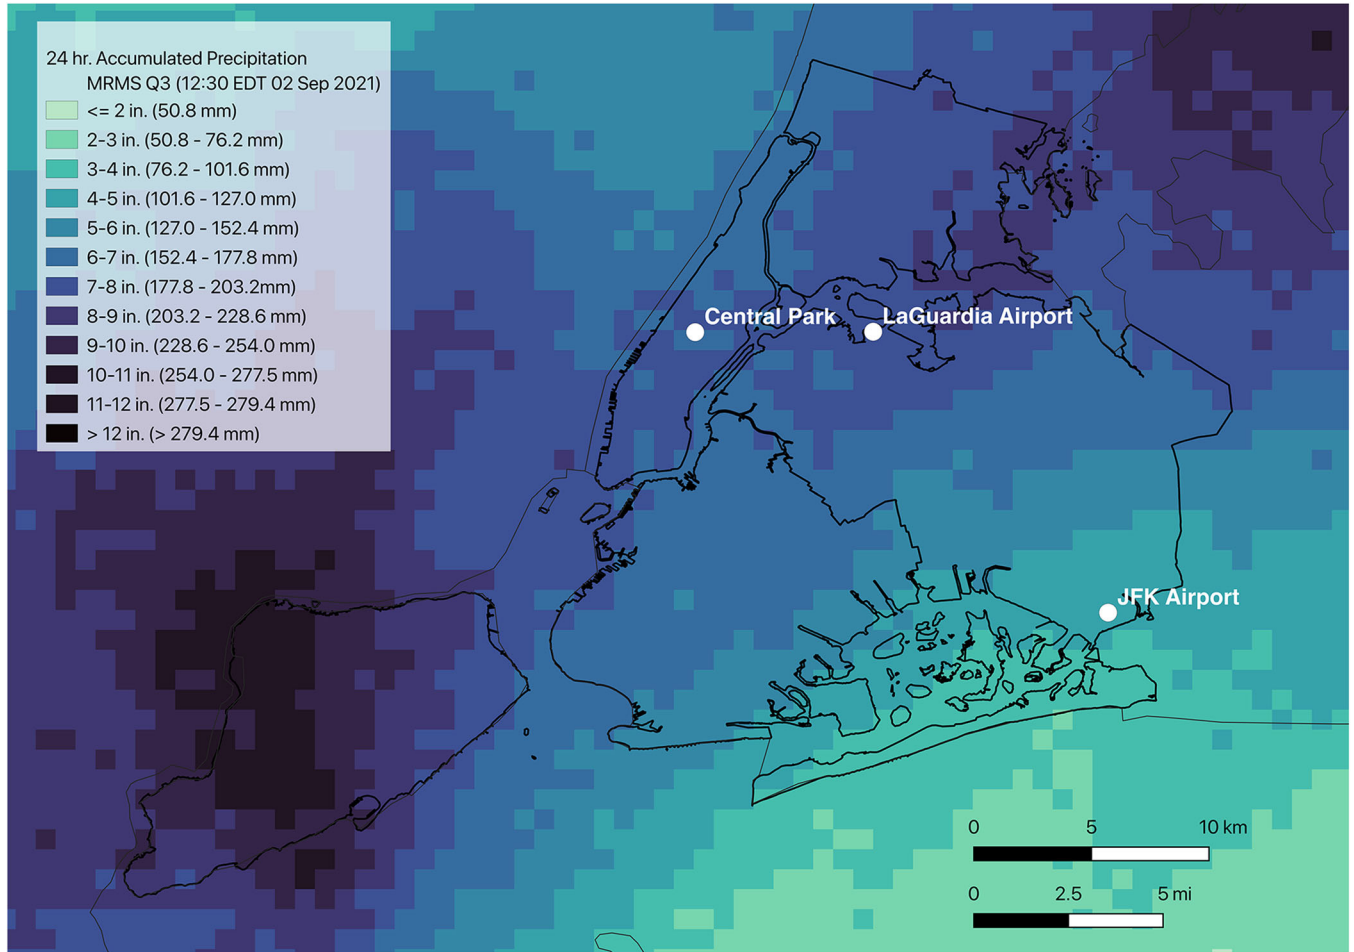 24 hr. Accumulated Precipitation
MRMS Q3 (12:30 EDT 02 Sep 2021)
<= 2 in. (50.8 mm)
2-3 in. (50.8 - 76.2 mm)
3-4 in. (76.2 - 101.6 mm)
4-5 in. (101.6 - 127.0 mm)
5-6 in. (127.0 - 152.4 mm)
6-7 in. (152.4 - 177.8 mm)
7-8 in. (177.8 - 203.2mm)
8-9 in. (203.2 - 228.6 mm)
9-10 in. (228.6 - 254.0 mm)
10-11 in. (254.0 - 277.5 mm)
11-12 in. (277.5 - 279.4 mm)
> 12 in. (> 279.4 mm)
Central Park
LaGuardia Airport
JFK Airport
0 5 10 km
0 2.5 5 mi